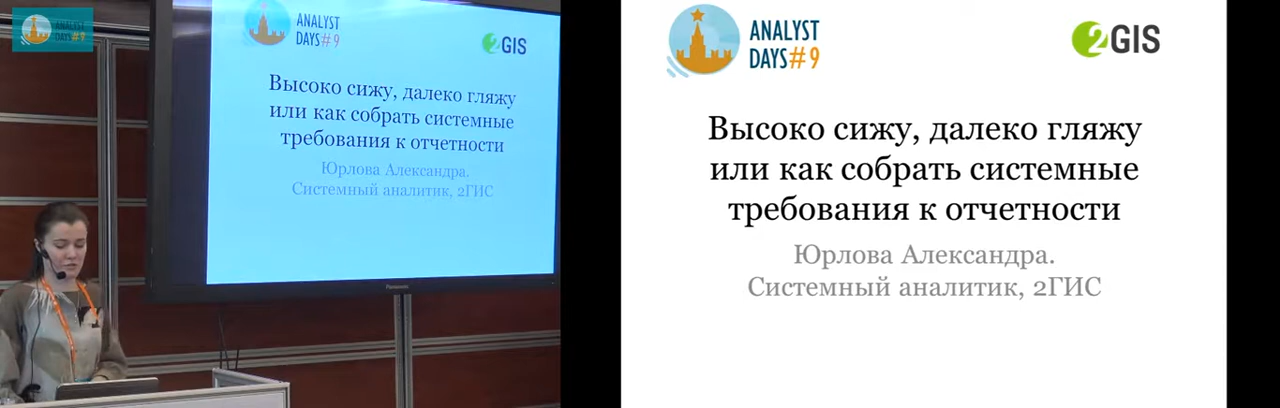 ANALYST
DAYS#9
2GIS
Высоко сижу, далеко гляжу
или как собрать системные
требования к отчетности
Юрлова Александра.
Системный аналитик, 2ГИС
Panasonic
ANALYST
DAYS#9
2GIS
Высоко сижу, далеко гляжу
или как собрать системные
требования к отчетности
Юрлова Александра.
Системный аналитик, 2ГИС